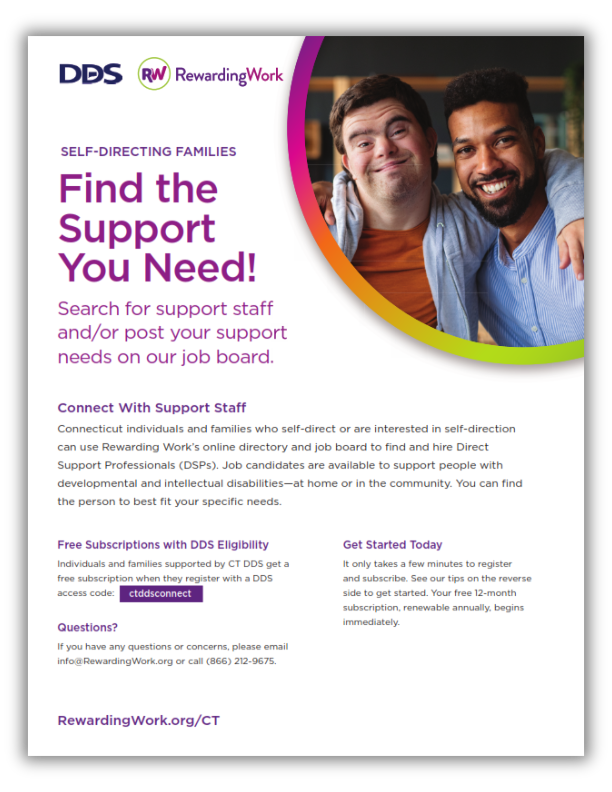 DDS RW RewardingWork
SELF-DIRECTING FAMILIES
Find the
Support
You Need!
Search for support staff
and/or post your support
needs on our job board.
Connect With Support Staff
Connecticut individuals and families who self-direct or are interested in self-direction
can use Rewarding Work's online directory and job board to find and hire Direct
Support Professionals (DSPs). Job candidates are available to support people with
developmental and intellectual disabilities—at home or in the community. You can find
the person to best fit your specific needs.
Free Subscriptions with DDS Eligibility
Individuals and families supported by CT DDS get a
free subscription when they register with a DDS
access code: ctddsconnect
Questions?
If you have any questions or concerns, please email
info@RewardingWork.org or call (866) 212-9675.
Get Started Today
It only takes a few minutes to register
and subscribe. See our tips on the reverse
side to get started. Your free 12-month
subscription, renewable annually, begins
immediately.
RewardingWork.org/CT